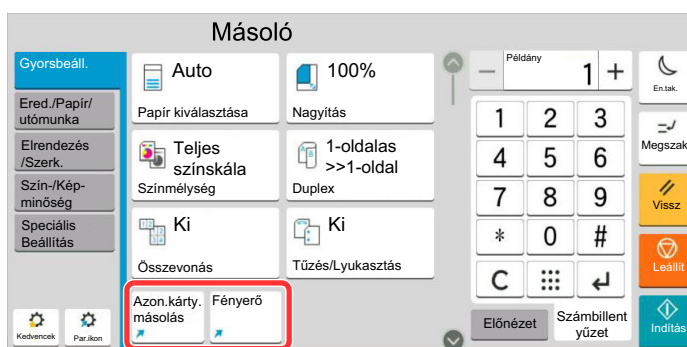 Másoló
Gyorsbeáll.
Ered./Papír/
utómunka
Elrendezés
/Szerk.
Szín-/Kép-
minőség
Speciális
Beállítás
Kedvencek
Par.ikon
Auto
Papír kiválasztása
100%
Nagyítás
Teljes
színskála
Színmélység
1-oldalas
>>1-oldal
Duplex
Ki
Összevonás
Ki
Tűzés/Lyukasztás
Azon.kárty.
másolás
Fényerő
Példány
− 1 +
1 2 3
4 5 6
7 8 9
* 0 #
C
Előnézet
Számbillent
yűzet
En.tak.
Megszak
Vissz
Leállít
Indítás